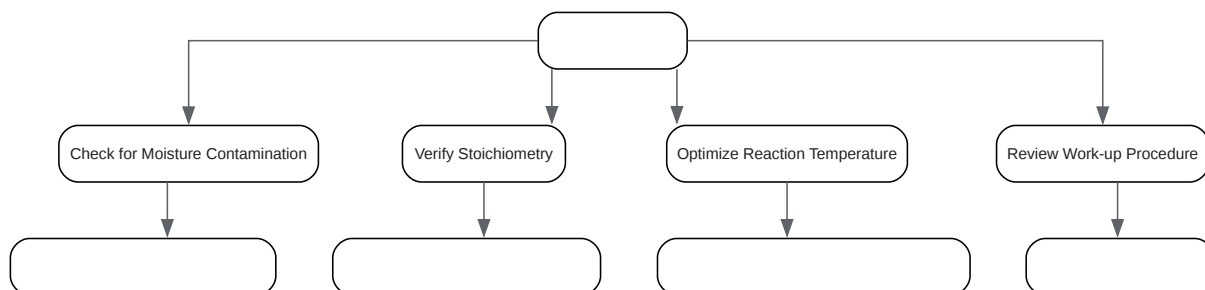 Check for Moisture Contamination
Verify Stoichiometry
Optimize Reaction Temperature
Review Work-up Procedure